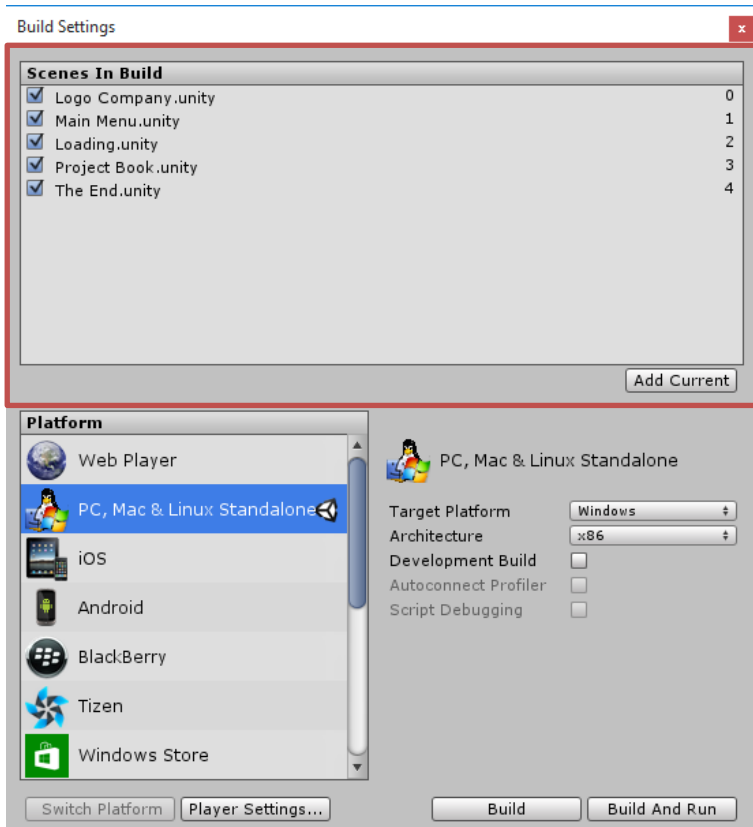 Build Settings
x
Scenes In Build
Logo Company.unity 0
Main Menu.unity 1
Loading.unity 2
Project Book.unity 3
The End.unity 4
Add Current
Platform
Web Player
PC, Mac & Linux Standalone
iOS
Android
BlackBerry
Tizen
Windows Store
PC, Mac & Linux Standalone
Target Platform Windows
Architecture x86
Development Build
Autoconnect Profiler
Script Debugging
Switch Platform Player Settings... Build Build And Run